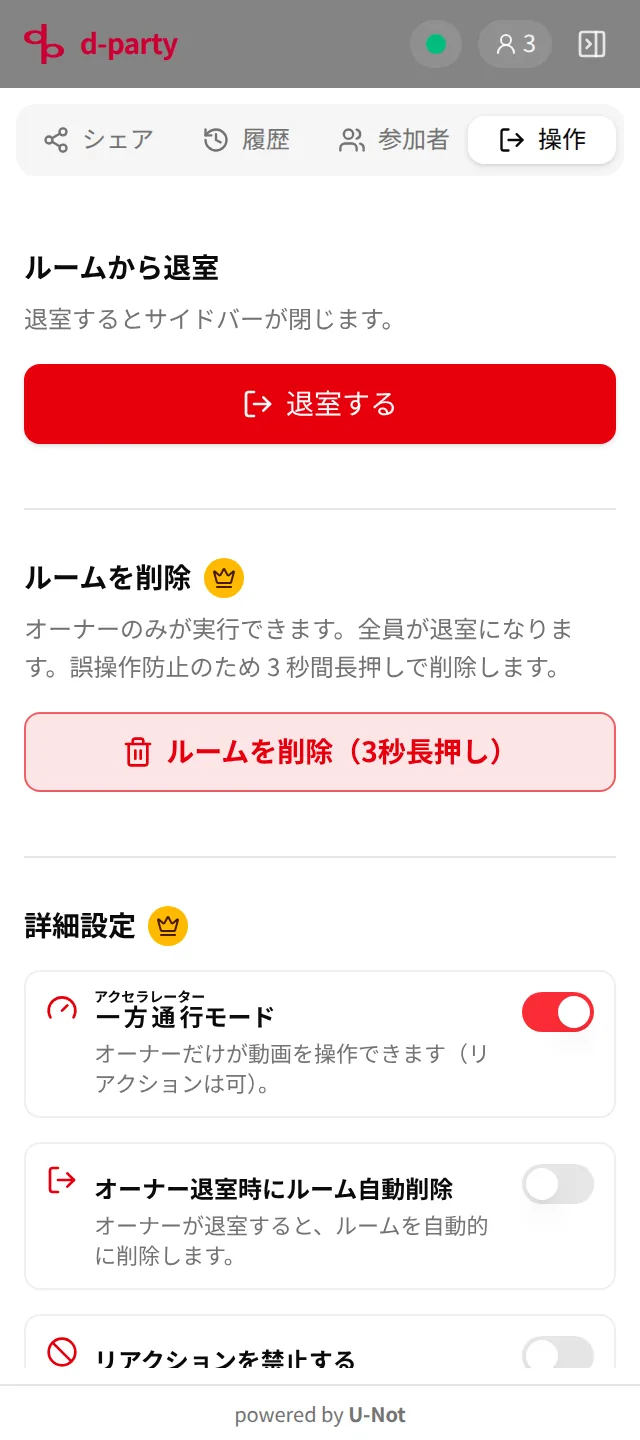 d-party
3
シェア 履歴 参加者 操作
ルームから退室
退室するとサイドバーが閉じます。
退室する
ルームを削除
オーナーのみが実行できます。全員が退室になりま
す。誤操作防止のため 3 秒間長押しで削除します。
ルームを削除（3秒長押し）
詳細設定
アクセラレーター
一方通行モード
オーナーだけが動画を操作できます（リ
アクションは可）。
オーナー退室時にルーム自動削除
オーナーが退室すると、ルームを自動的
に削除します。
リアクションを禁止する
powered by U-Not